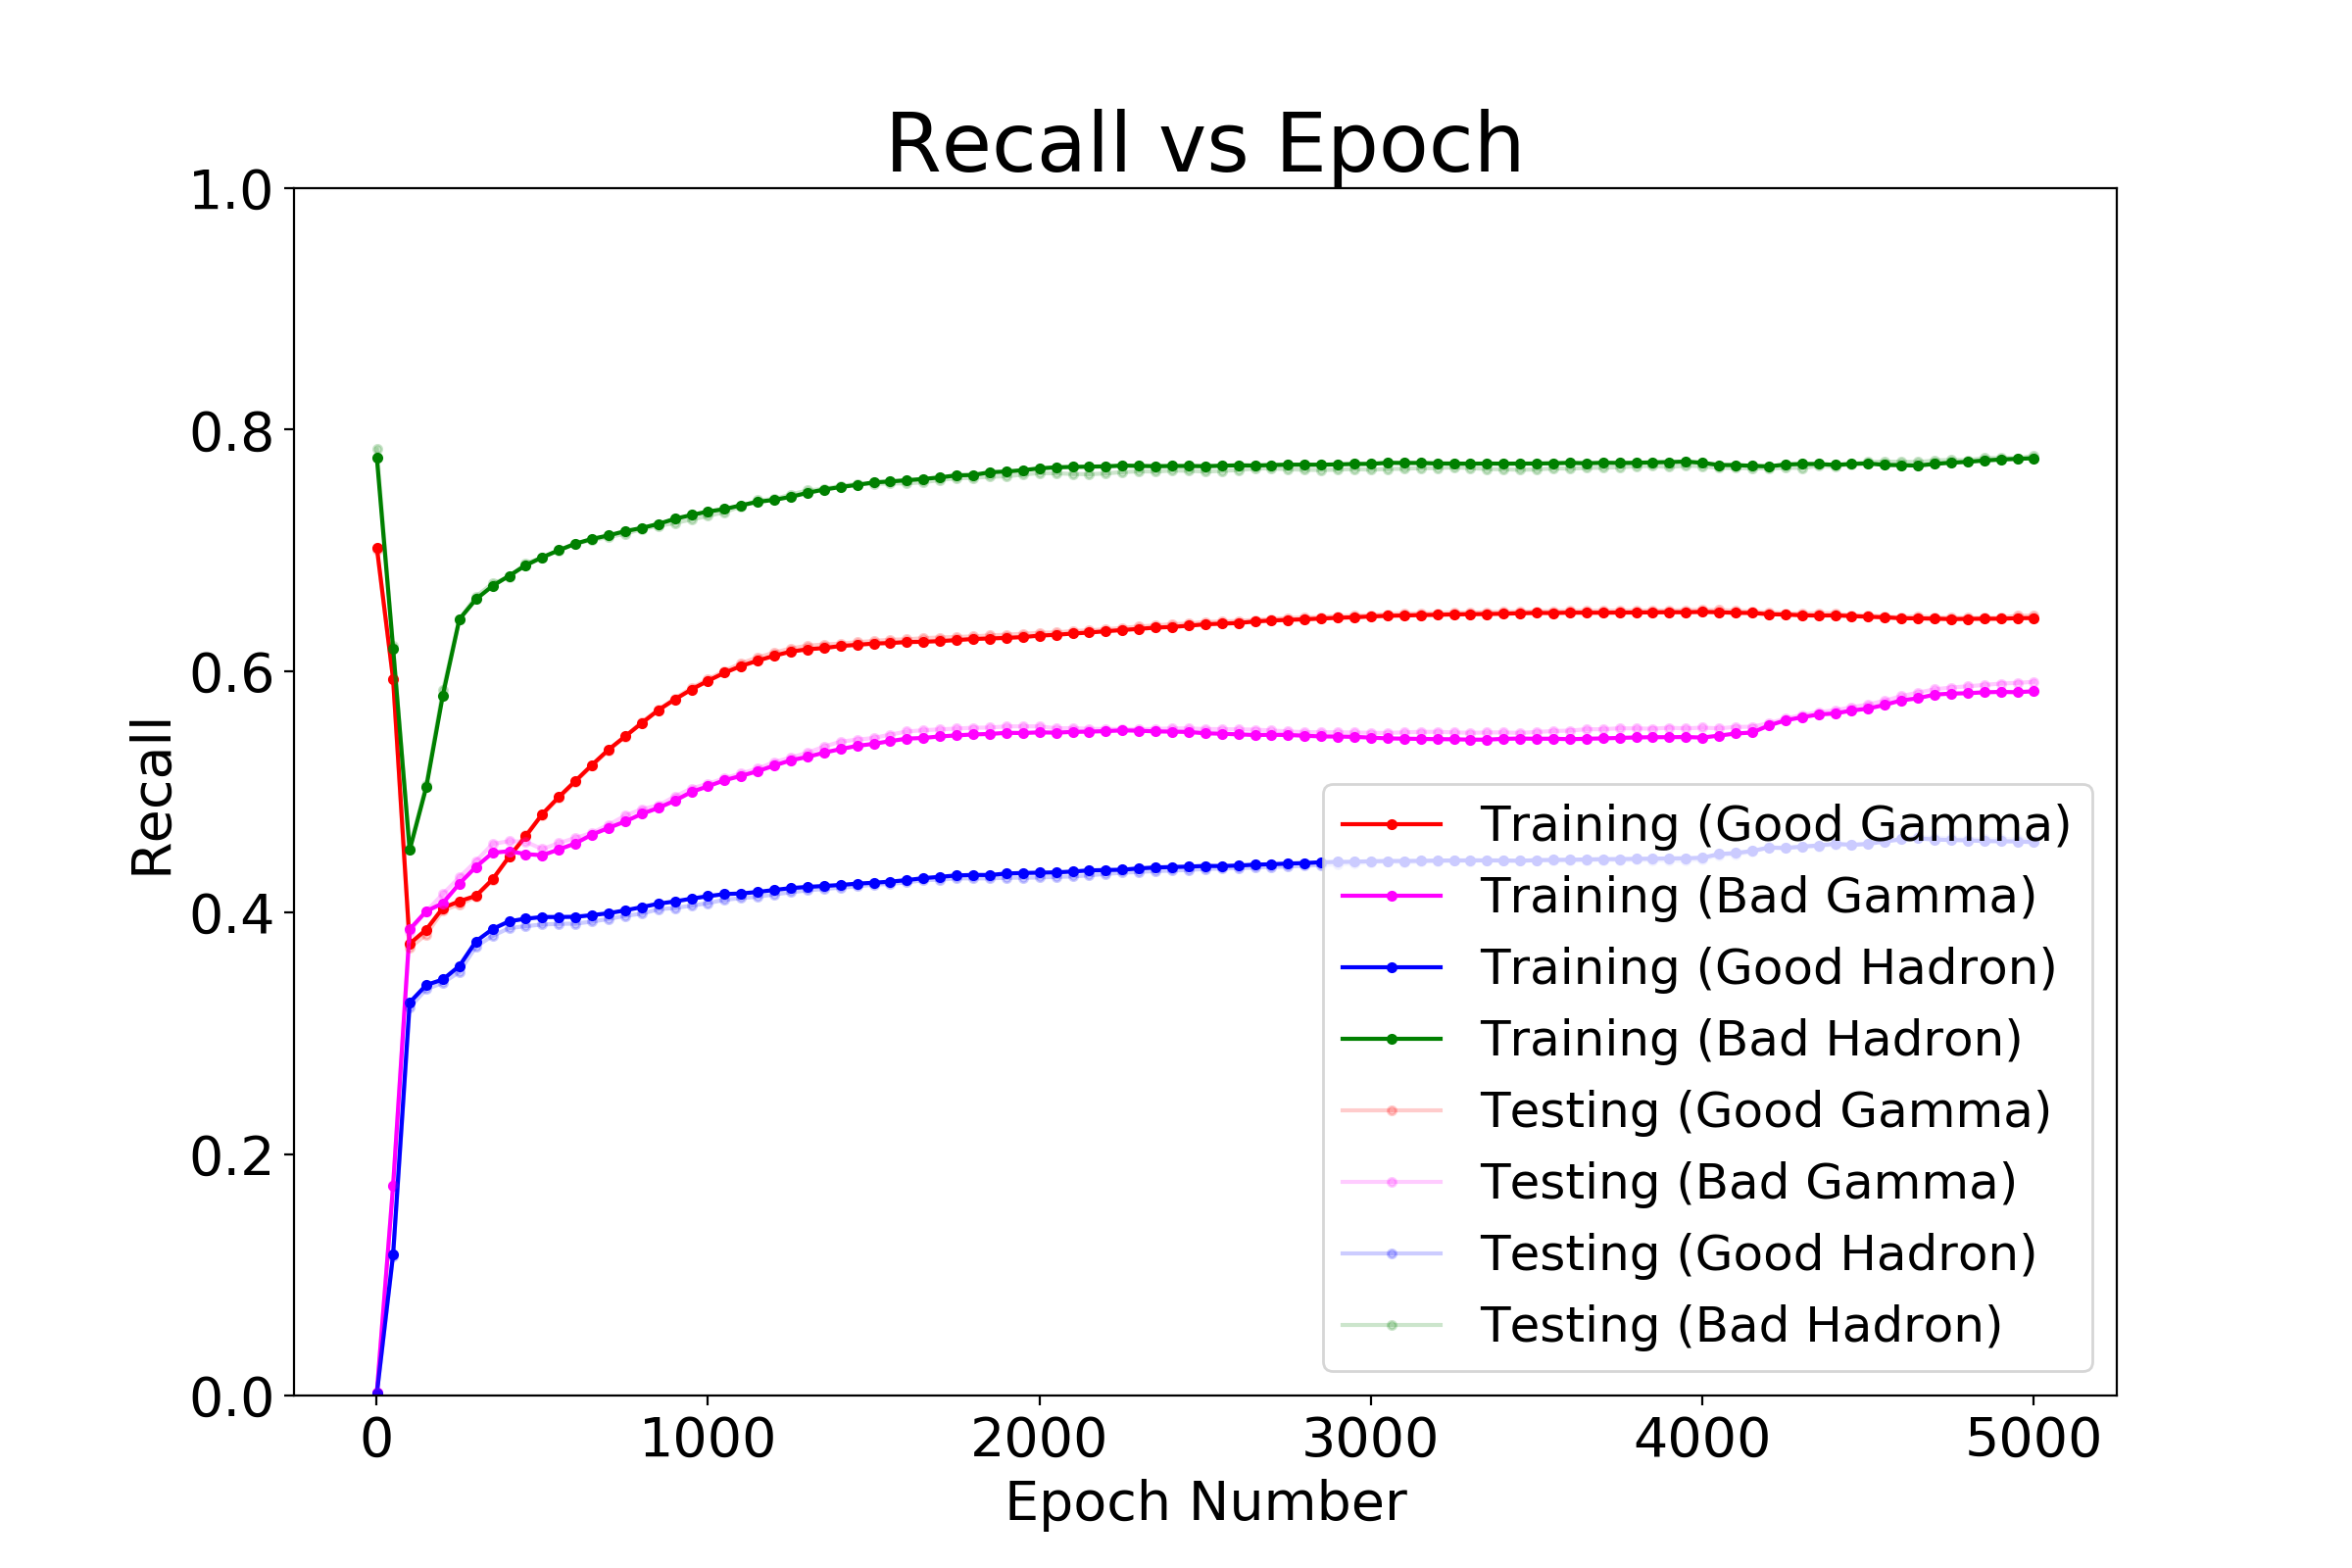 Recall vs Epoch
1.0
0.8
0.6
0.4
0.2
0.0
Recall
Training (Good Gamma)
Training (Bad Gamma)
Training (Good Hadron)
Training (Bad Hadron)
Testing (Good Gamma)
Testing (Bad Gamma)
Testing (Good Hadron)
Testing (Bad Hadron)
0 1000 2000 3000 4000 5000
Epoch Number